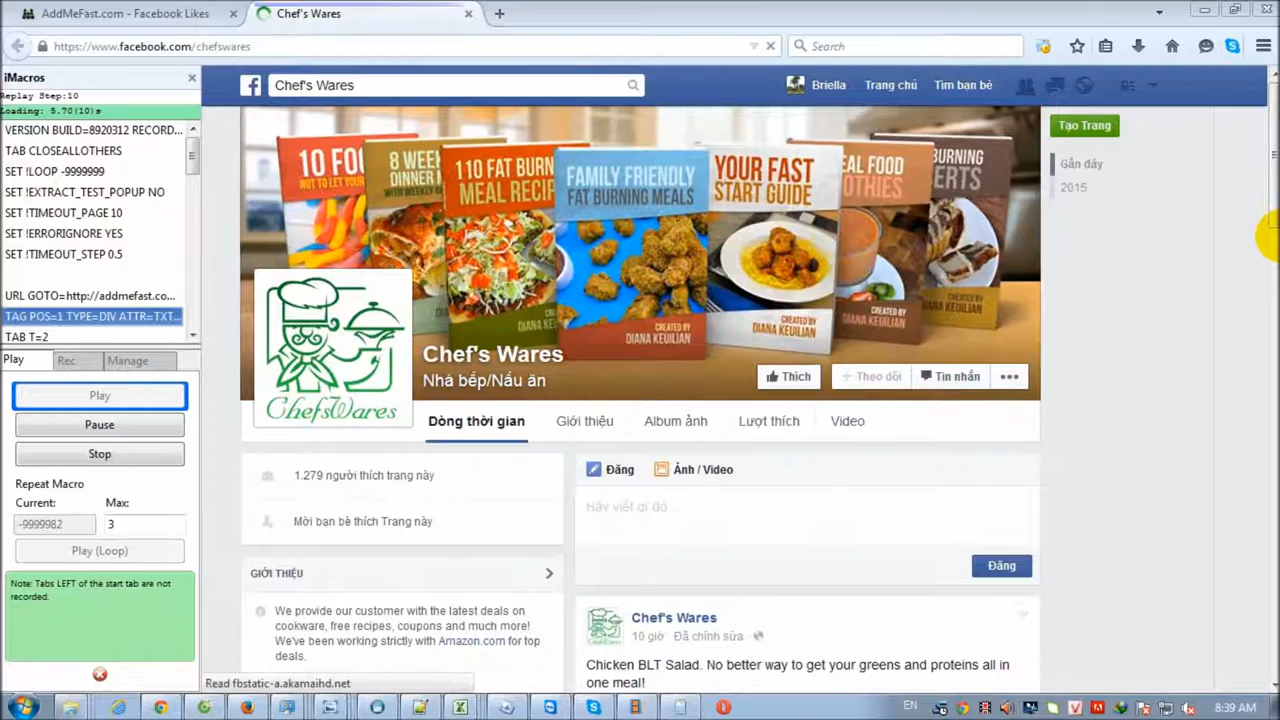 AddMeFast.com - Facebook Likes
Chef's Wares
https://www.facebook.com/chefswares
Search
iMacros
Replay Step:10
Loading: 5.70(10)s
VERSION BUILD=8920312 RECORD...
TAB CLOSEALLOTHERS
SET !LOOP -9999999
SET !EXTRACT_TEST_POPUP NO
SET !TIMEOUT_PAGE 10
SET !ERRORIGNORE YES
SET !TIMEOUT_STEP 0.5
URL GOTO=http://addmefast.co...
TAG POS=1 TYPE=DIV ATTR=TXT...
TAB T=2
Play
Rec
Manage
Play
Pause
Stop
Repeat Macro
Current:
Max:
-9999982
3
Play (Loop)
Note: Tabs LEFT of the start tab are not
recorded.
Chef's Wares
Briella
Trang chủ
Tìm bạn bè
10 FOO
NOT TO LET YOUR
8 WEEK
DINNER M
110 FAT BURN
MEAL RECIP
FAMILY FRIENDLY
FAT BURNING MEALS
YOUR FAST
START GUIDE
EAL FOOD
OTHIES
BURNING
ERTS
CREATED BY
DIANA KEUILIAN
CREATED BY
DIANA KEUILIAN
CREATED BY
DIANA KEUILIAN
CREATED BY
DIANA KEUILIAN
ChefsWares
Chef's Wares
Nhà bếp/Nấu ăn
Thích
Theo dõi
Tin nhắn
Dòng thời gian
Giới thiệu
Album ảnh
Lượt thích
Video
Tạo Trang
Gần đây
2015
1.279 người thích trang này
Mời bạn bè thích Trang này
GIỚI THIỆU
We provide our customer with the latest deals on
cookware, free recipes, coupons and much more!
We've been working strictly with Amazon.com for top
deals.
Đăng
Ảnh / Video
Hãy viết gì đó...
Đăng
Chef's Wares
10 giờ · Đã chỉnh sửa
Chicken BLT Salad. No better way to get your greens and proteins all in
one meal!
Read fbstatic-a.akamaihd.net
EN
8:39 AM